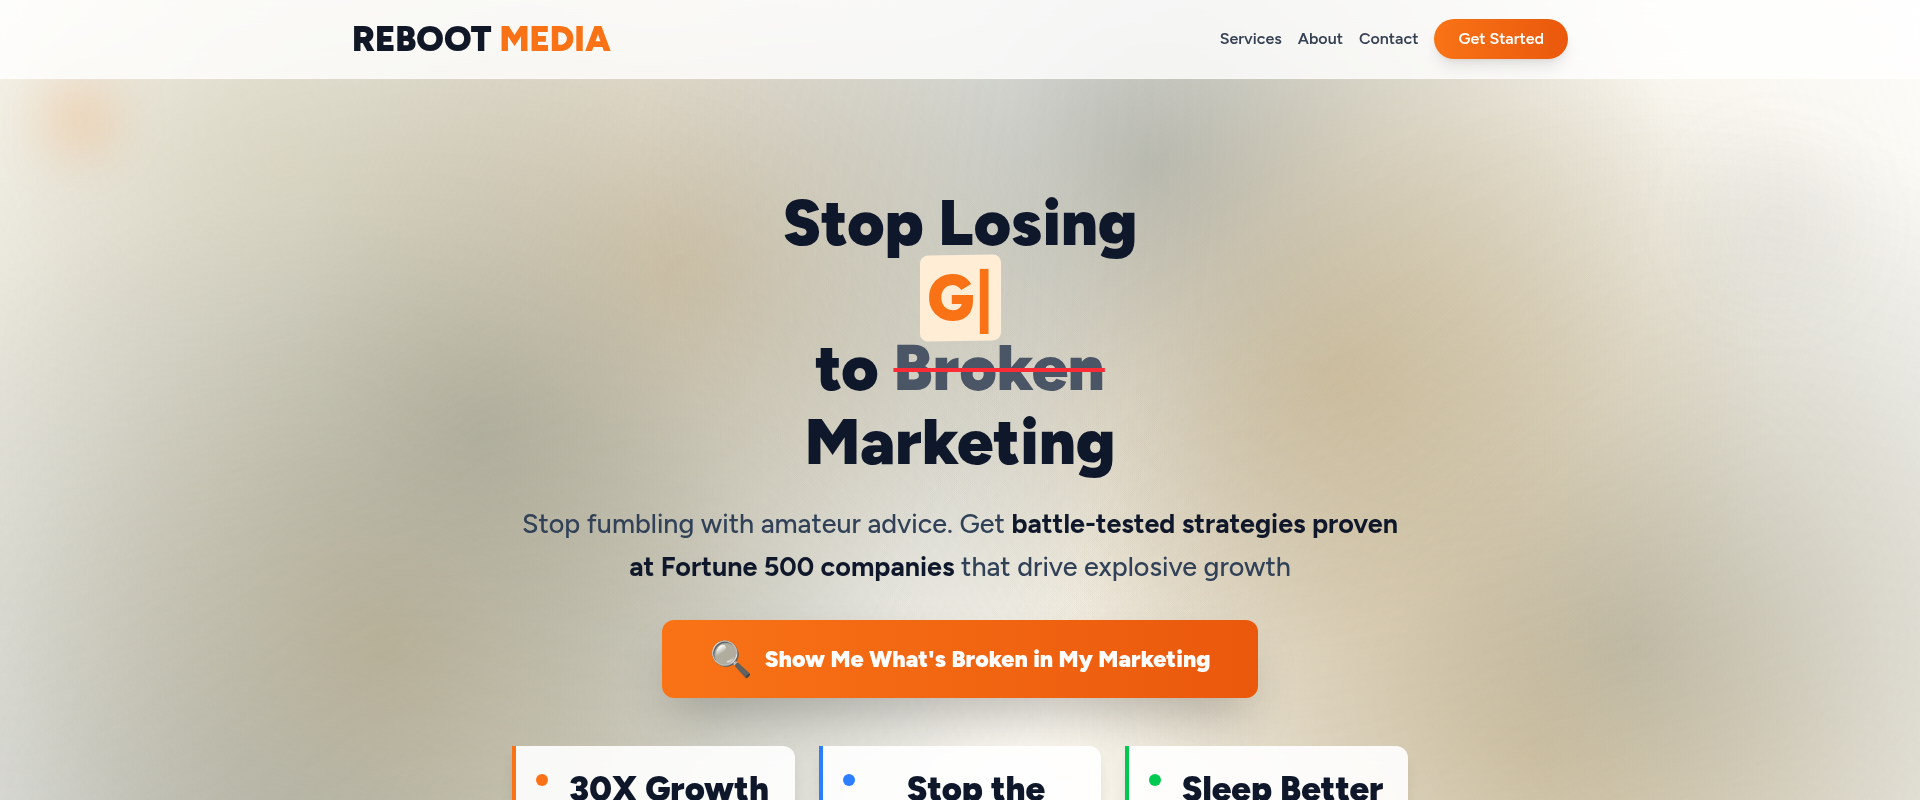 REBOOT MEDIA
Services About Contact Get Started
Stop Losing
G|
to Broken
Marketing
Stop fumbling with amateur advice. Get battle-tested strategies proven
at Fortune 500 companies that drive explosive growth
Show Me What's Broken in My Marketing
30X Growth Stop the Sleep Better